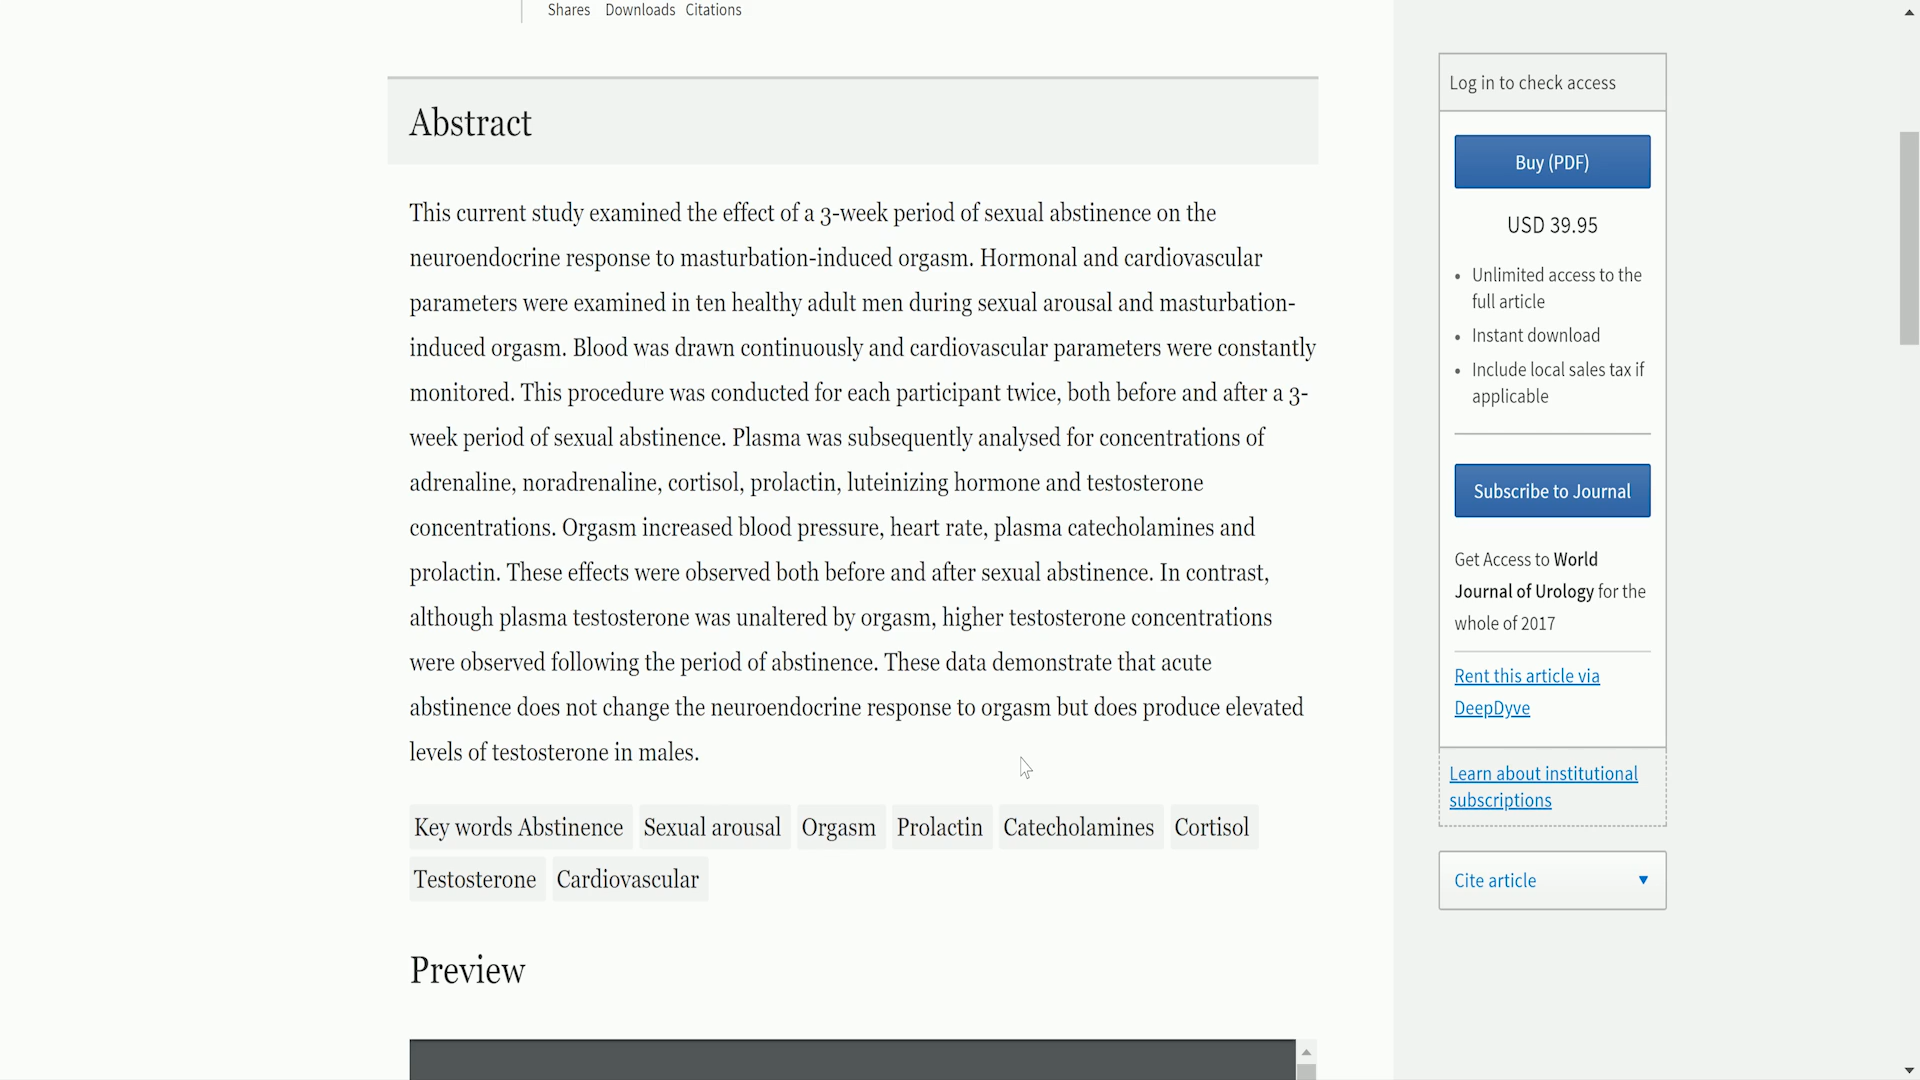 Shares Downloads Citations
Abstract
This current study examined the effect of a 3-week period of sexual abstinence on the
neuroendocrine response to masturbation-induced orgasm. Hormonal and cardiovascular
parameters were examined in ten healthy adult men during sexual arousal and masturbation-
induced orgasm. Blood was drawn continuously and cardiovascular parameters were constantly
monitored. This procedure was conducted for each participant twice, both before and after a 3-
week period of sexual abstinence. Plasma was subsequently analysed for concentrations of
adrenaline, noradrenaline, cortisol, prolactin, luteinizing hormone and testosterone
concentrations. Orgasm increased blood pressure, heart rate, plasma catecholamines and
prolactin. These effects were observed both before and after sexual abstinence. In contrast,
although plasma testosterone was unaltered by orgasm, higher testosterone concentrations
were observed following the period of abstinence. These data demonstrate that acute
abstinence does not change the neuroendocrine response to orgasm but does produce elevated
levels of testosterone in males.
Key words Abstinence Sexual arousal Orgasm Prolactin Catecholamines Cortisol
Testosterone Cardiovascular
Preview
Log in to check access
Buy (PDF)
USD 39.95
• Unlimited access to the
full article
• Instant download
• Include local sales tax if
applicable
Subscribe to Journal
Get Access to World
Journal of Urology for the
whole of 2017
Rent this article via
DeepDyve
Learn about institutional
subscriptions
Cite article